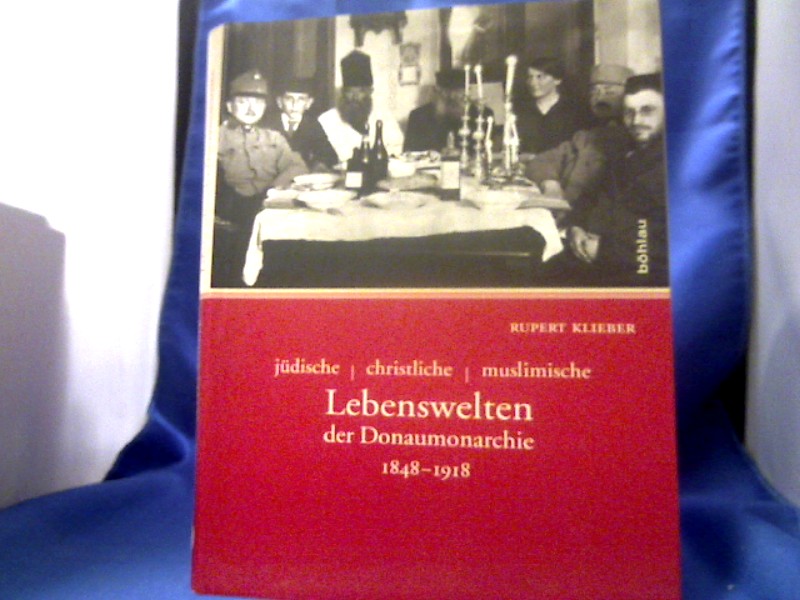 böhlau
RUPERT KLIEBER
jüdische | christliche | muslimische
Lebenswelten
der Donaumonarchie
1848–1918